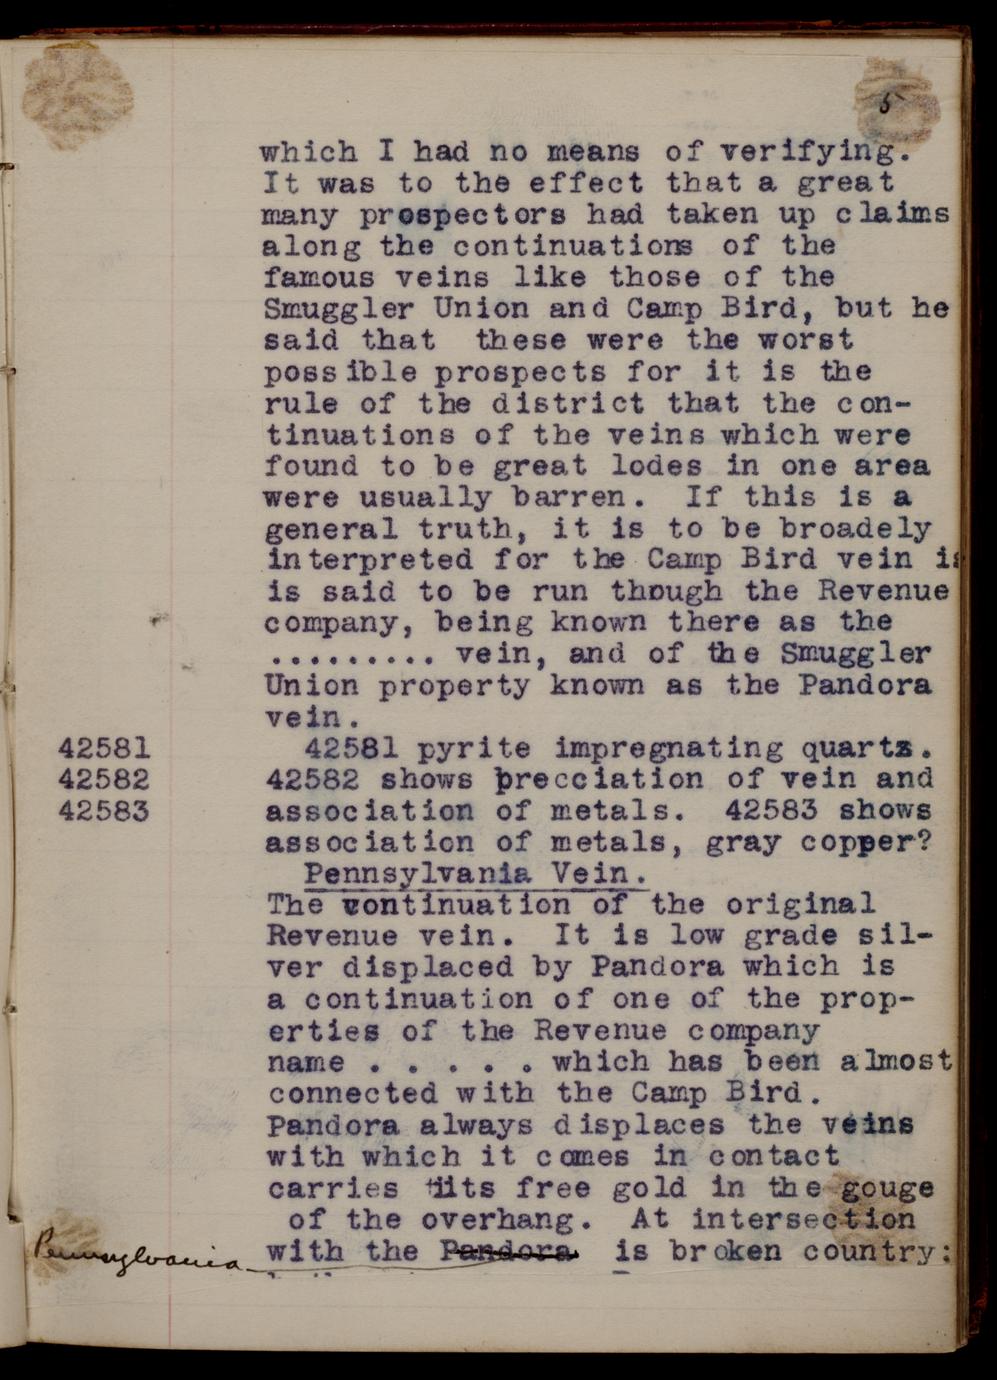 5
which I had no means of verifying.
It was to the effect that a great
many prospectors had taken up claims
along the continuations of the
famous veins like those of the
Smuggler Union and Camp Bird, but he
said that these were the worst
possible prospects for it is the
rule of the district that the con-
tinuations of the veins which were
found to be great lodes in one area
were usually barren. If this is a
general truth, it is to be broadely
interpreted for the Camp Bird vein is
is said to be run though the Revenue
company, being known there as the
......... vein, and of the Smuggler
Union property known as the Pandora
vein.
42581 42581 pyrite impregnating quartz.
42582 42582 shows brecciation of vein and
42583 association of metals. 42583 shows
association of metals, gray copper?
Pennsylvania Vein.
The continuation of the original
Revenue vein. It is low grade sil-
ver displaced by Pandora which is
a continuation of one of the prop-
erties of the Revenue company
name . . . . . which has been almost
connected with the Camp Bird.
Pandora always displaces the veins
with which it comes in contact
carries its free gold in the gouge
of the overhang. At intersection
Pennsylvania with the Pandora is broken country: